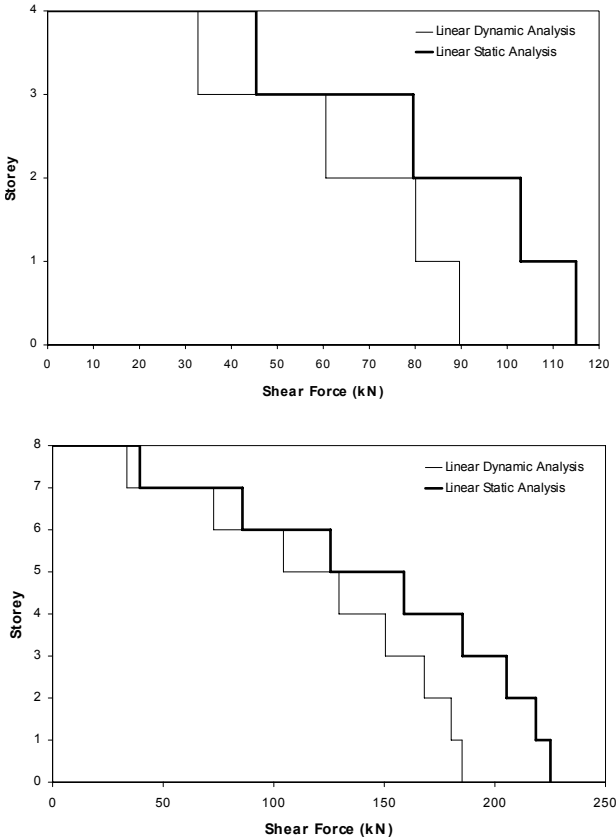 4
3
2
1
0
Storey
0 10 20 30 40 50 60 70 80 90 100 110 120
Shear Force (kN)
Linear Dynamic Analysis
Linear Static Analysis
8
7
6
5
4
3
2
1
0
Storey
0 50 100 150 200 250
Shear Force (kN)
Linear Dynamic Analysis
Linear Static Analysis